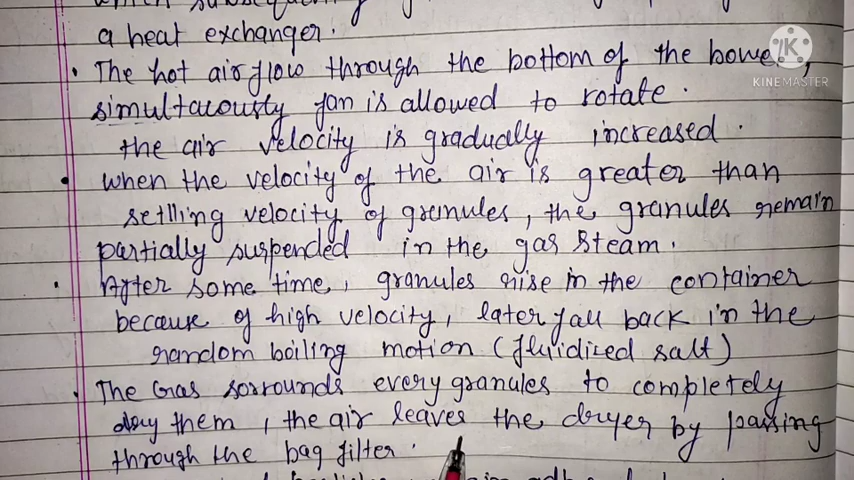 a heat exchanger.
K
KINEMASTER
• The hot air flow through the bottom of the bowel,
simultacously fan is allowed to rotate.
the air velocity is gradually increased.
• when the velocity of the air is greater than
setlling velocity of granules, the granules remain
partially suspended in the gas steam.
• After some time, granules rise in the container
because of high velocity, later fall back in the
random boiling motion (fluidized salt)
• The Gas sorrounds every granules to completely
dry them, the air leaves the dryer by passing
through the bag filter.